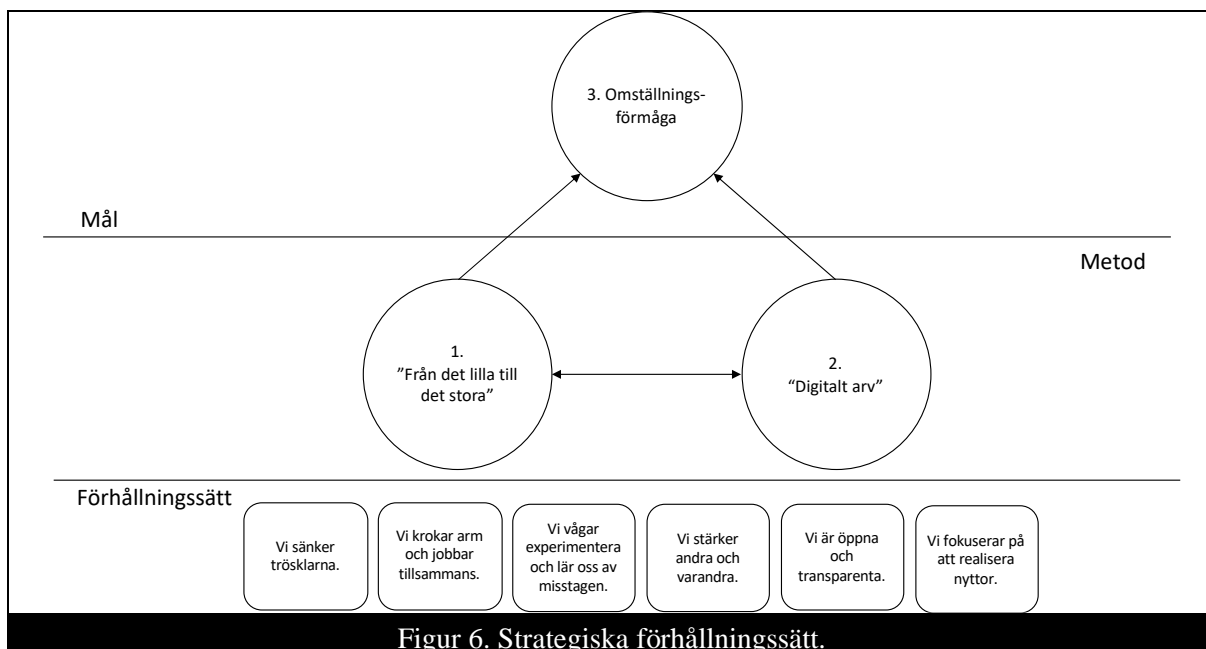 3. Omställnings-
förmåga
Mål
Metod
1.
”Från det lilla till
det stora”
2.
“Digitalt arv”
Förhållningssätt
Vi sänker
trösklarna.
Vi krokar arm
och jobbar
tillsammans.
Vi vågar
experimentera
och lär oss av
misstagen.
Vi stärker
andra och
varandra.
Vi är öppna
och
transparenta.
Vi fokuserar på
att realisera
nyttor.
Figur 6. Strategiska förhållningssätt.